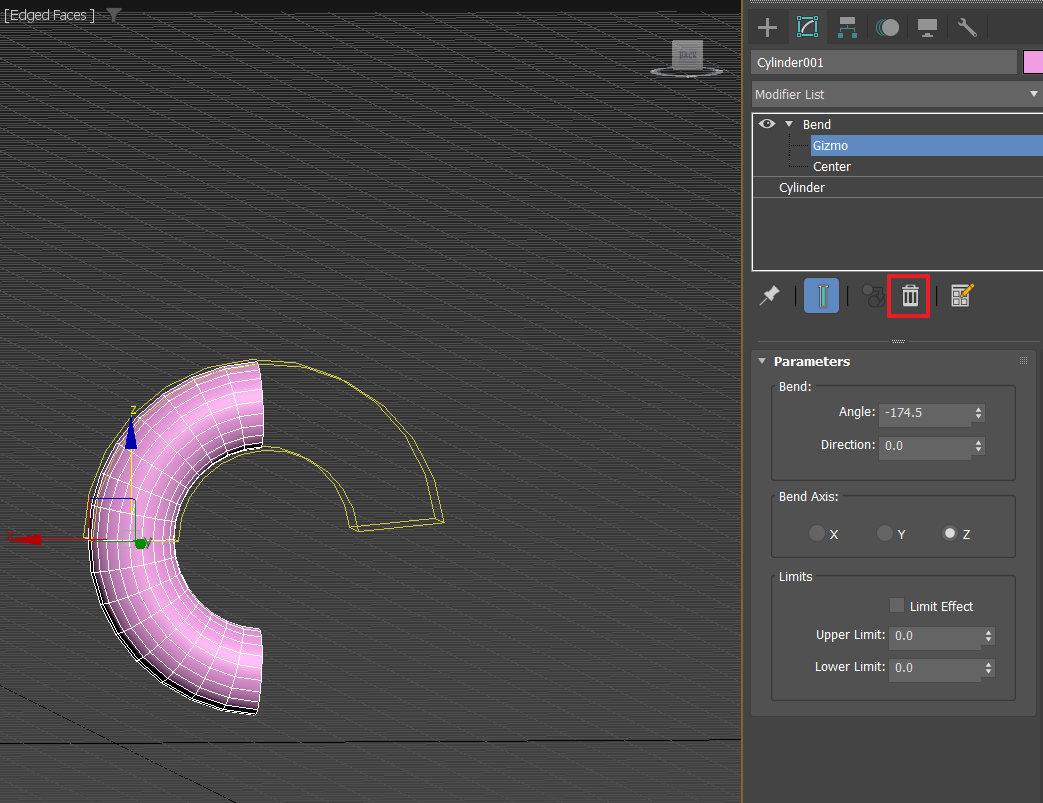 [Edged Faces ]
BACK
Cylinder001
Modifier List
Bend
Gizmo
Center
Cylinder
Parameters
Bend:
Angle: -174.5
Direction: 0.0
Bend Axis:
X Y Z
Limits
Limit Effect
Upper Limit: 0.0
Lower Limit: 0.0
z
x
y